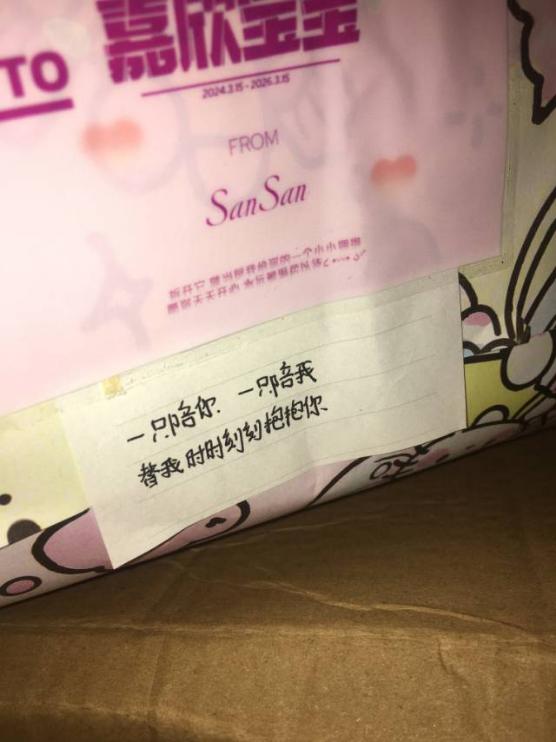 TO
嘉欣宝宝
2024.3.15-2026.3.15
FROM
SanSan
一只陪你 一只陪我
替我时时刻刻抱抱你